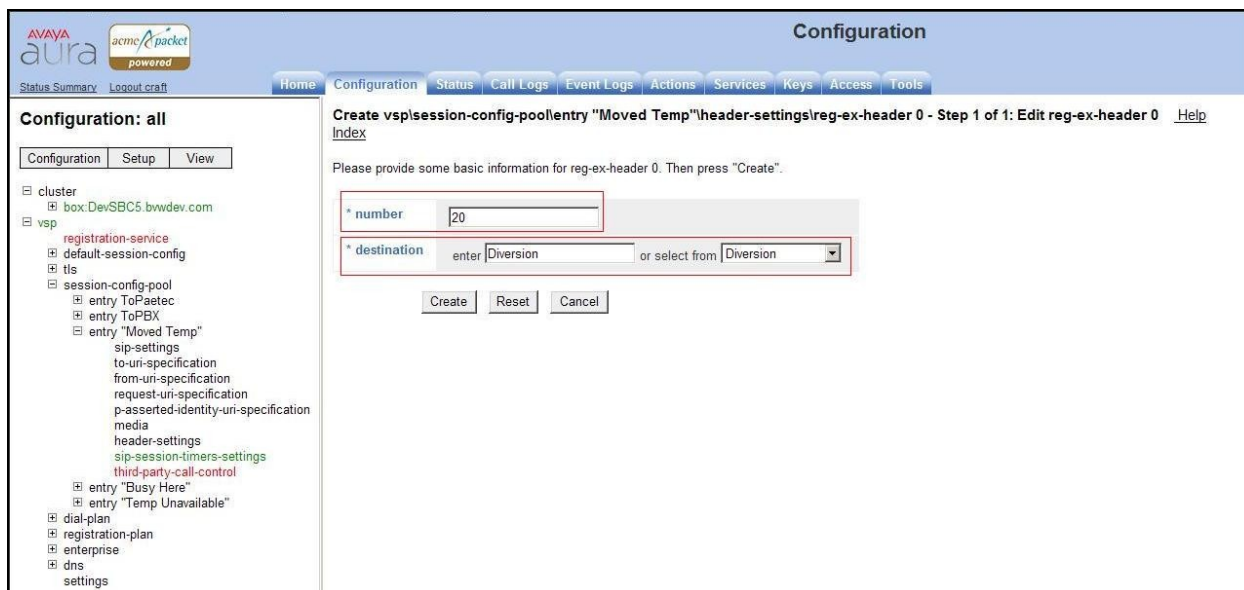 AVAYA
aura
acme packet
powered
Configuration
Status Summary Logout craft
Home Configuration Status Call Logs Event Logs Actions Services Keys Access Tools
Configuration: all
Configuration Setup View
cluster
box:DevSBC5.bvwdev.com
vsp
registration-service
default-session-config
tls
session-config-pool
entry ToPaetec
entry ToPBX
entry "Moved Temp"
sip-settings
to-uri-specification
from-uri-specification
request-uri-specification
p-asserted-identity-uri-specification
media
header-settings
sip-session-timers-settings
third-party-call-control
entry "Busy Here"
entry "Temp Unavailable"
dial-plan
registration-plan
enterprise
dns
settings
Create vsp\session-config-pool\entry "Moved Temp"\header-settings\reg-ex-header 0 - Step 1 of 1: Edit reg-ex-header 0 Help
Index
Please provide some basic information for reg-ex-header 0. Then press "Create".
* number 20
* destination enter Diversion or select from Diversion
Create Reset Cancel